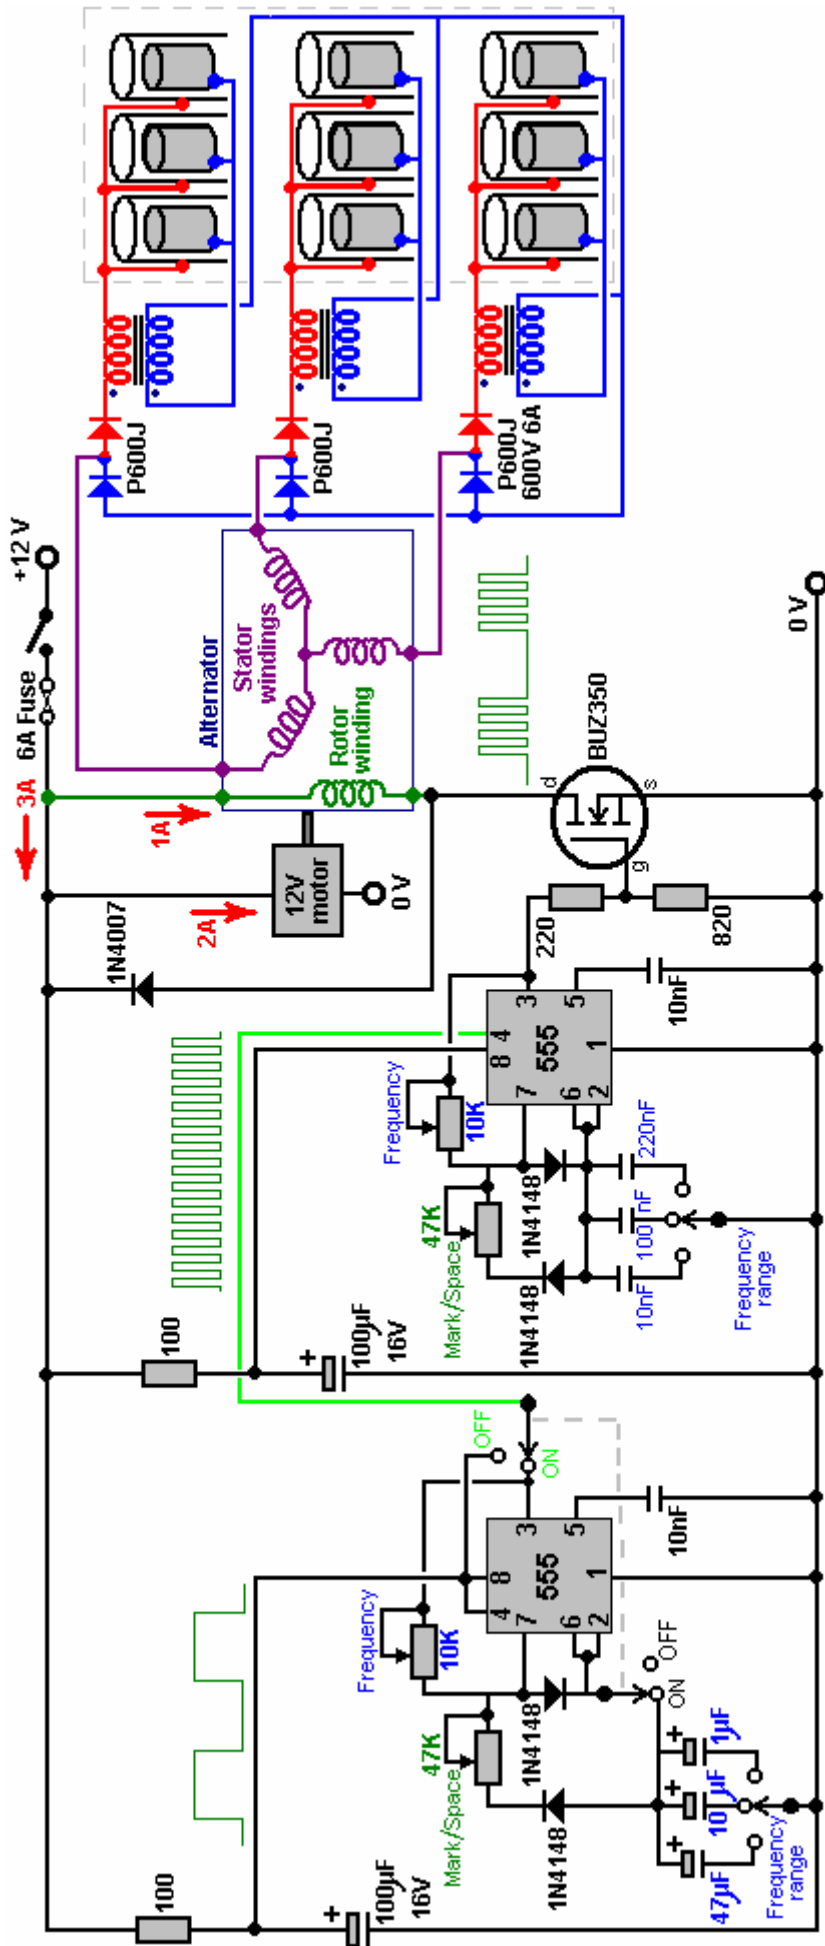 100
100
100µF
16V
+
100µF
16V
+
Frequency
10K
47K
Mark/Space
1N4148
1N4148
4
8
7
3
555
6
2
5
1
10nF
OFF
ON
ON
OFF
+
+
+
47µF
10 µF
1µF
Frequency
range
Frequency
10K
47K
Mark/Space
1N4148
1N4148
8
4
7
3
555
6
2
5
1
10nF
10nF
100 nF
220nF
Frequency
range
1N4007
2A
12V
motor
0 V
1A
3A
6A Fuse
+12 V
Alternator
Stator
windings
Rotor
winding
220
820
g
d
s
BUZ350
0 V
P600J
P600J
P600J
600V 6A